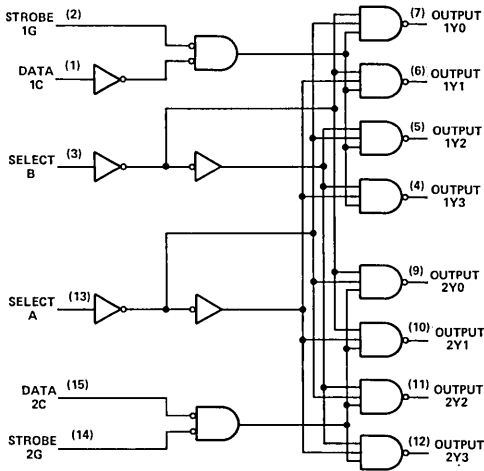 STROBE (2)
1G
DATA (1)
1C
SELECT (3)
B
SELECT (13)
A
DATA (15)
2C
STROBE (14)
2G
(7) OUTPUT
1Y0
(6) OUTPUT
1Y1
(5) OUTPUT
1Y2
(4) OUTPUT
1Y3
(9) OUTPUT
2Y0
(10) OUTPUT
2Y1
(11) OUTPUT
2Y2
(12) OUTPUT
2Y3